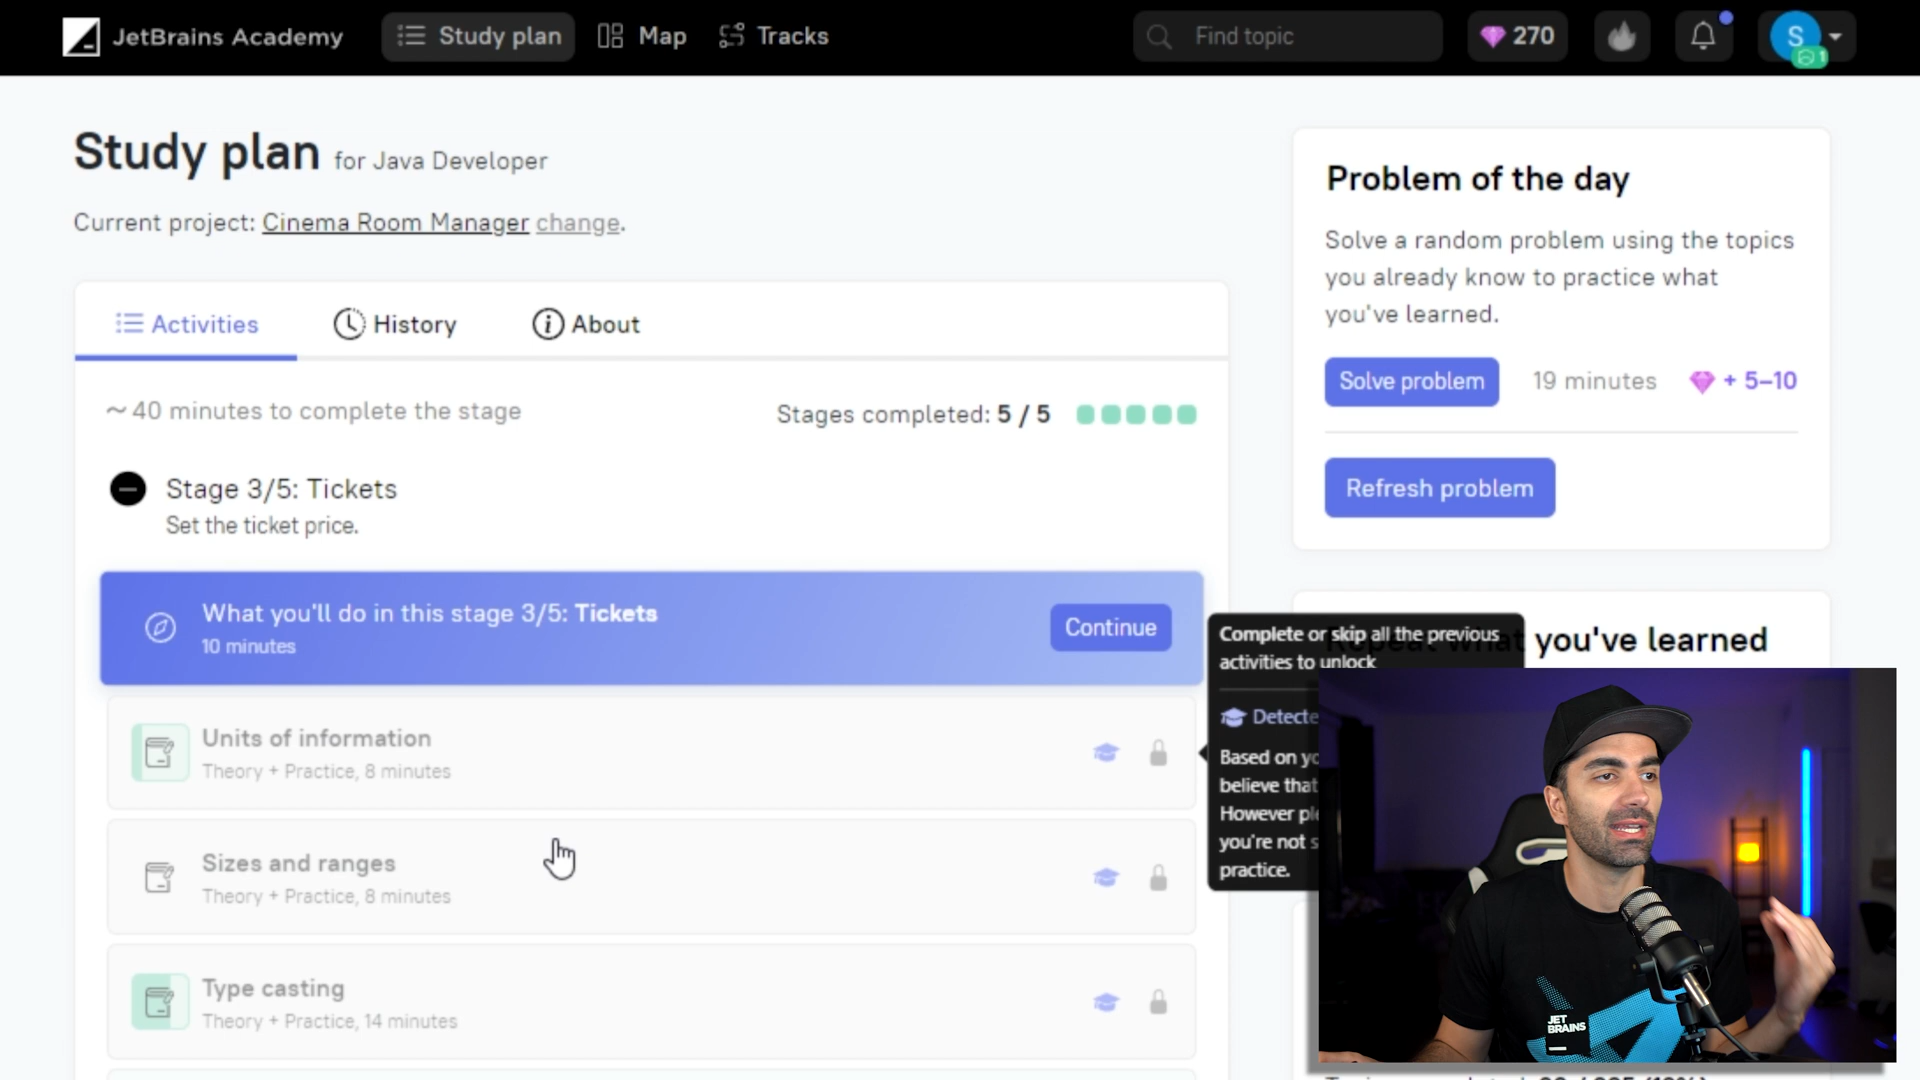 JetBrains Academy
Study plan
Map
Tracks
Find topic
270
S
1
Study plan for Java Developer
Current project: Cinema Room Manager change.
Activities
History
About
~ 40 minutes to complete the stage
Stages completed: 5 / 5
Stage 3/5: Tickets
Set the ticket price.
What you'll do in this stage 3/5: Tickets
10 minutes
Continue
Units of information
Theory + Practice, 8 minutes
Sizes and ranges
Theory + Practice, 8 minutes
Type casting
Theory + Practice, 14 minutes
Problem of the day
Solve a random problem using the topics
you already know to practice what
you've learned.
Solve problem
19 minutes
+ 5–10
Refresh problem
you've learned
Complete or skip all the previous
activities to unlock
Based on
believe that
However
you're not
practice.
JET
BRAINS